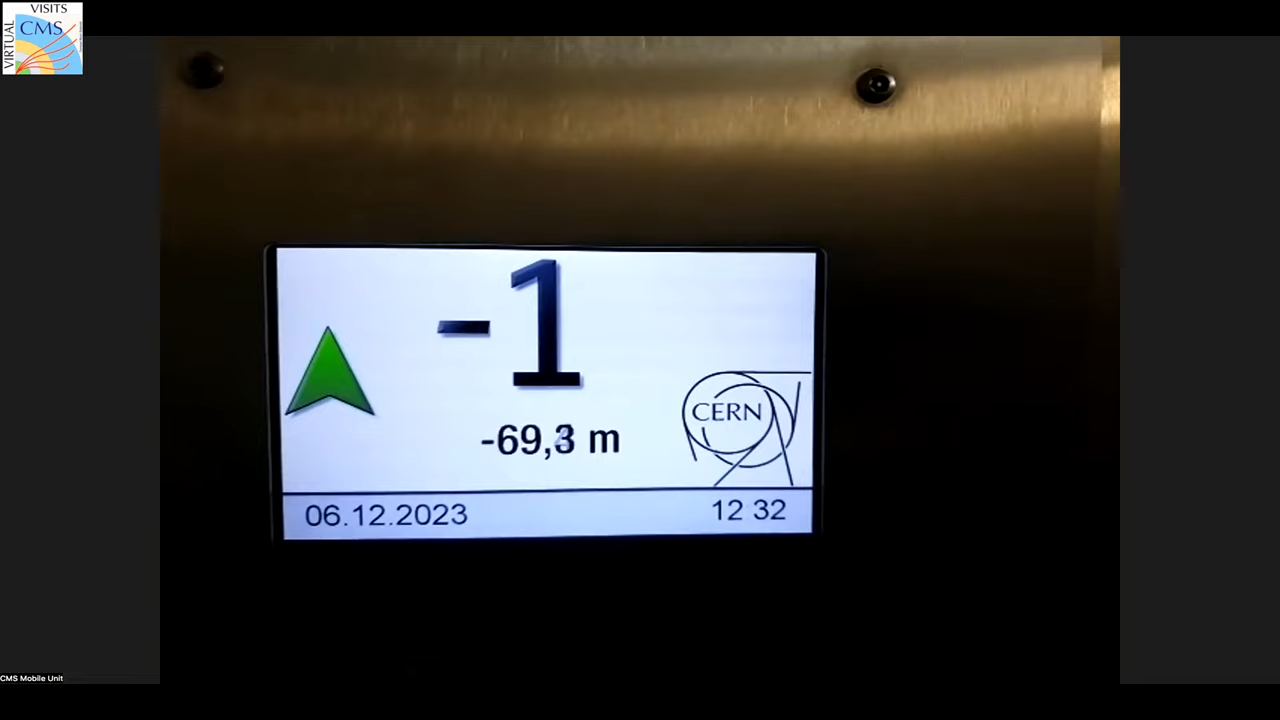 VISITS
VIRTUAL
CMS
-1
-69,3 m
CERN
06.12.2023
12 32
CMS Mobile Unit